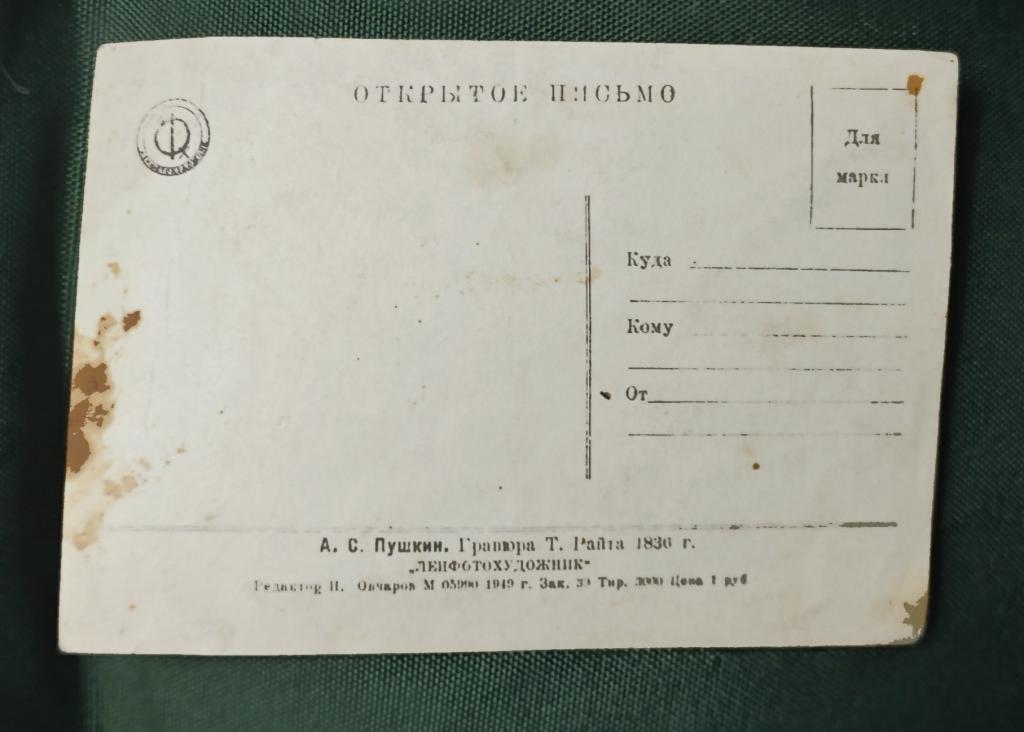 ОТКРЫТОЕ ПИСЬМО
Для
марки
Куда
Кому
От
А. С. Пушкин. Гравюра Т. Райта 1836 г.
„ЛЕНФОТОХУДОЖНИК“
Редактор Н. Овчаров М 05990 1949 г. Зак. Тир. 3000 Цена 1 руб